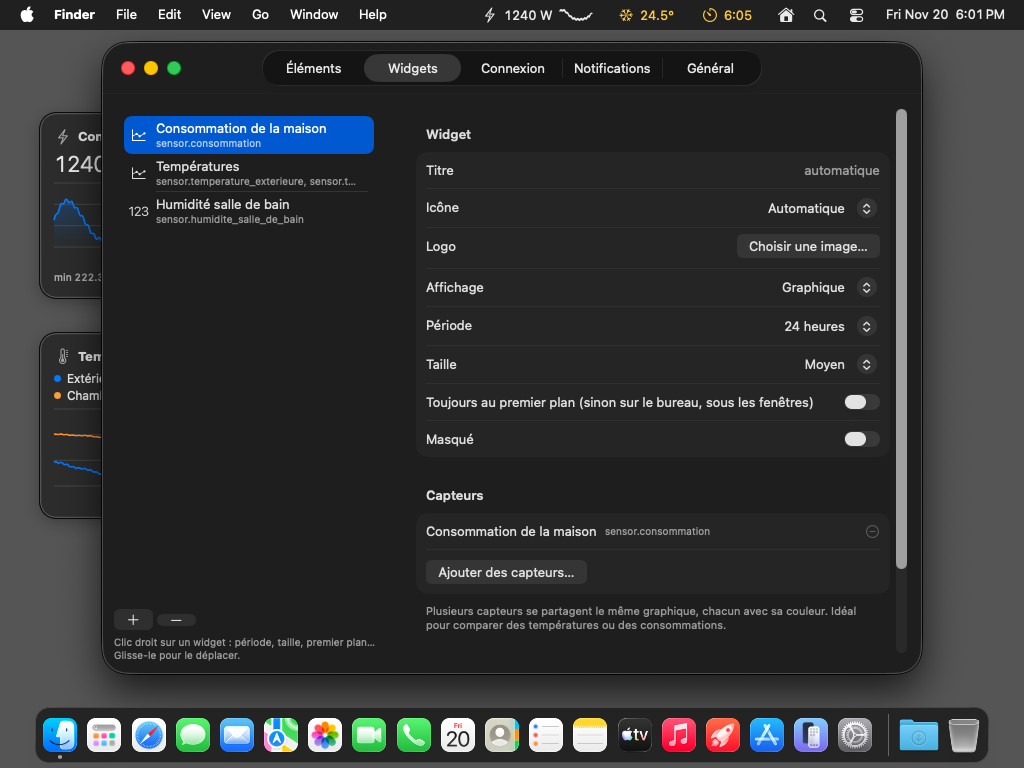 Finder File Edit View Go Window Help 1240 W 24.5° 6:05 Fri Nov 20 6:01 PM
Éléments Widgets Connexion Notifications Général
Con
1240
min 222.3
Tem
Extérie
Cham
Consommation de la maison
sensor.consommation
Températures
sensor.temperature_exterieure, sensor.t...
123 Humidité salle de bain
sensor.humidite_salle_de_bain
+ −
Clic droit sur un widget : période, taille, premier plan...
Glisse-le pour le déplacer.
Widget
Titre automatique
Icône Automatique
Logo Choisir une image...
Affichage Graphique
Période 24 heures
Taille Moyen
Toujours au premier plan (sinon sur le bureau, sous les fenêtres)
Masqué
Capteurs
Consommation de la maison sensor.consommation
Ajouter des capteurs...
Plusieurs capteurs se partagent le même graphique, chacun avec sa couleur. Idéal
pour comparer des températures ou des consommations.
Fri
20
tv